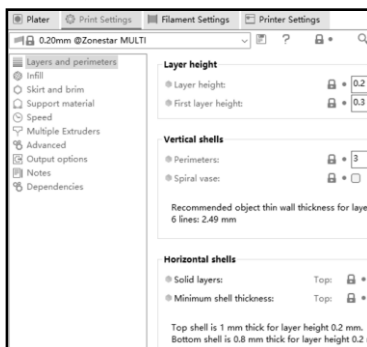 Plater Print Settings Filament Settings Printer Settings
0.20mm @Zonestar MULTI
Layers and perimeters
Infill
Skirt and brim
Support material
Speed
Multiple Extruders
Advanced
Output options
Notes
Dependencies
Layer height
Layer height: 0.2
First layer height: 0.3
Vertical shells
Perimeters: 3
Spiral vase:
Recommended object thin wall thickness for laye
6 lines: 2.49 mm
Horizontal shells
Solid layers: Top:
Minimum shell thickness: Top:
Top shell is 1 mm thick for layer height 0.2 mm.
Bottom shell is 0.8 mm thick for layer height 0.2